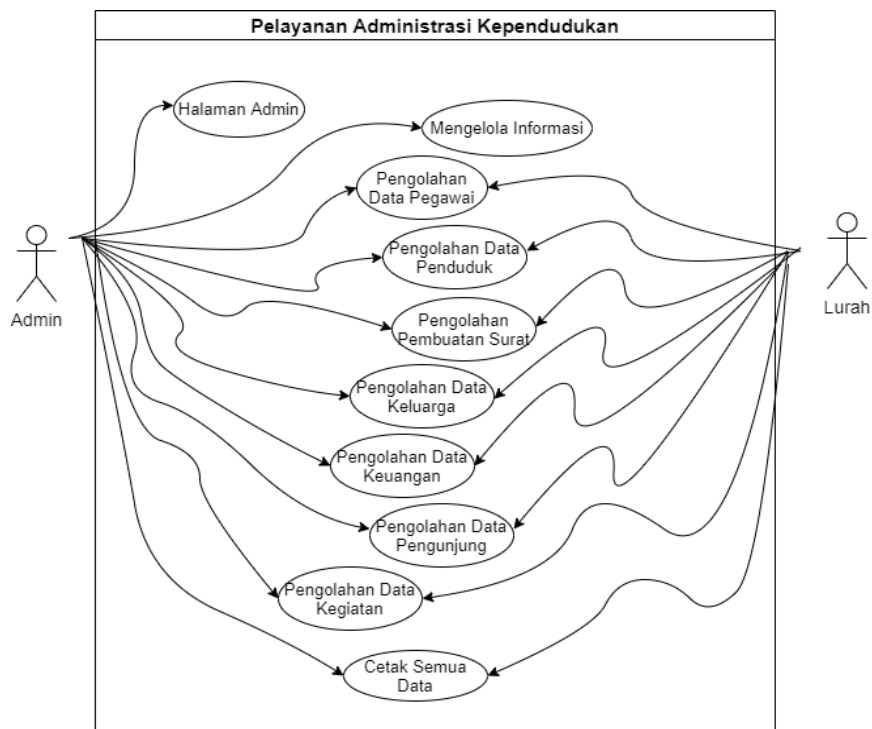 Pelayanan Administrasi Kependudukan
Halaman Admin
Mengelola Informasi
Pengolahan
Data Pegawai
Pengolahan Data
Penduduk
Pengolahan
Pembuatan Surat
Pengolahan Data
Keluarga
Pengolahan Data
Keuangan
Pengolahan Data
Pengunjung
Pengolahan Data
Kegiatan
Cetak Semua
Data
Admin
Lurah